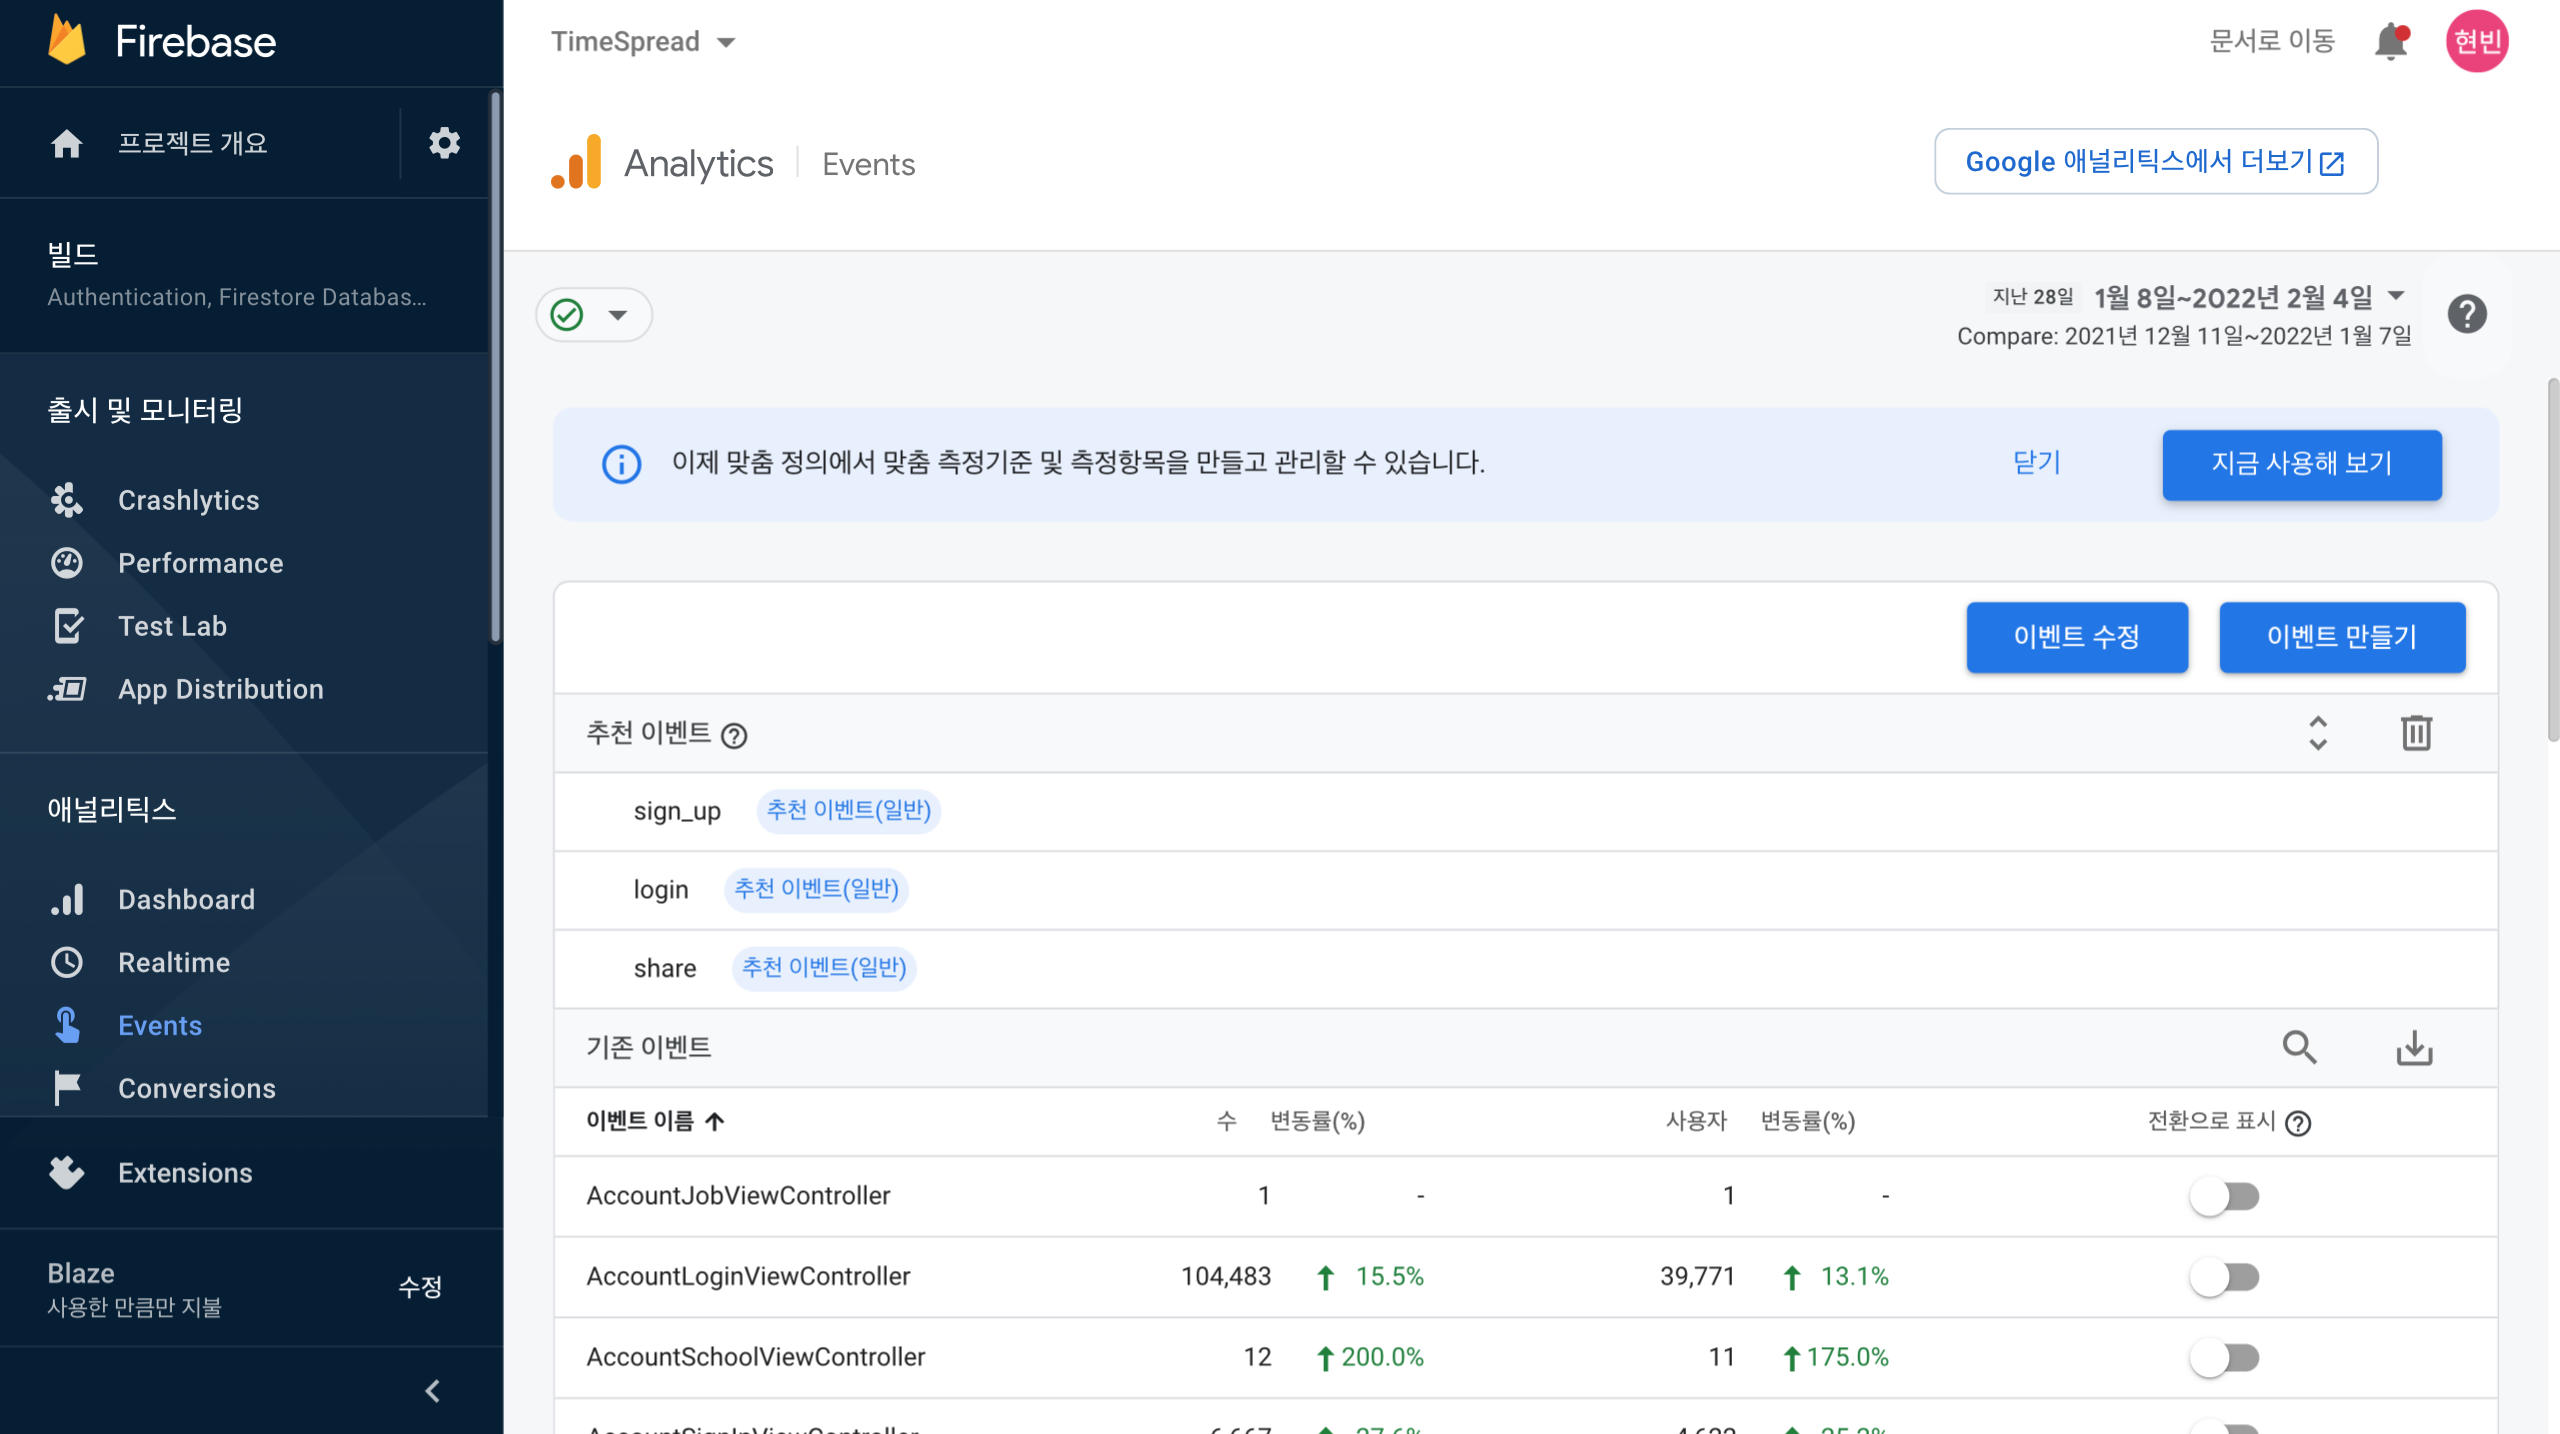 Firebase
프로젝트 개요
빌드
Authentication, Firestore Databas...
출시 및 모니터링
Crashlytics
Performance
Test Lab
App Distribution
애널리틱스
Dashboard
Realtime
Events
Conversions
Extensions
Blaze
사용한 만큼만 지불
수정
TimeSpread
문서로 이동
현빈
Analytics
Events
Google 애널리틱스에서 더보기
지난 28일 1월 8일~2022년 2월 4일
Compare: 2021년 12월 11일~2022년 1월 7일
이제 맞춤 정의에서 맞춤 측정기준 및 측정항목을 만들고 관리할 수 있습니다.
닫기
지금 사용해 보기
이벤트 수정
이벤트 만들기
추천 이벤트
sign_up 추천 이벤트(일반)
login 추천 이벤트(일반)
share 추천 이벤트(일반)
기존 이벤트
이벤트 이름 수 변동률(%) 사용자 변동률(%) 전환으로 표시
AccountJobViewController 1 - 1 -
AccountLoginViewController 104,483 15.5% 39,771 13.1%
AccountSchoolViewController 12 200.0% 11 175.0%